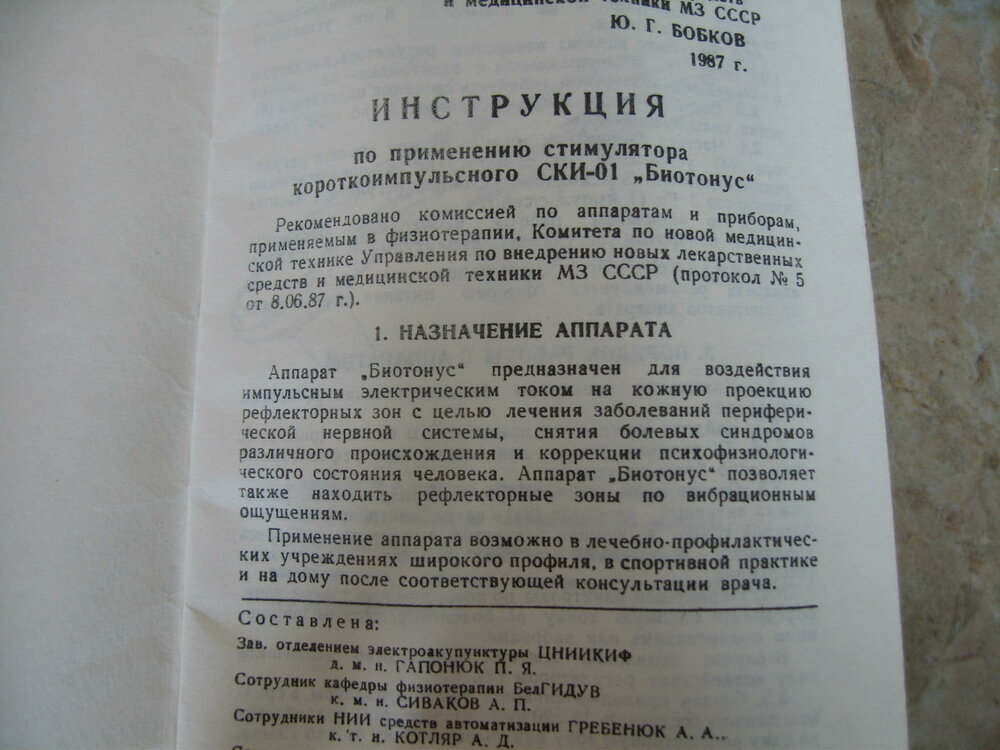 и медицинской техники МЗ СССР
Ю. Г. БОБКОВ
1987 г.
ИНСТРУКЦИЯ
по применению стимулятора
короткоимпульсного СКИ-01 „Биотонус“
Рекомендовано комиссией по аппаратам и приборам,
применяемым в физиотерапии, Комитета по новой медицин-
ской технике Управления по внедрению новых лекарственных
средств и медицинской техники МЗ СССР (протокол № 5
от 8.06.87 г.).
1. НАЗНАЧЕНИЕ АППАРАТА
Аппарат „Биотонус“ предназначен для воздействия
импульсным электрическим током на кожную проекцию
рефлекторных зон с целью лечения заболеваний перифери-
ческой нервной системы, снятия болевых синдромов
различного происхождения и коррекции психофизиологи-
ческого состояния человека. Аппарат „Биотонус“ позволяет
также находить рефлекторные зоны по вибрационным
ощущениям.
Применение аппарата возможно в лечебно-профилактичес-
ких учреждениях широкого профиля, в спортивной практике
и на дому после соответствующей консультации врача.
Составлена:
Зав. отделением электроакупунктуры ЦНИИКИФ
д. м. н. ГАПОНЮК П. Я.
Сотрудник кафедры физиотерапии БелГИДУВ
к. м. н. СИВАКОВ А. П.
Сотрудники НИИ средств автоматизации ГРЕБЕНЮК А. А.,
к. т. н. КОТЛЯР А. Д.